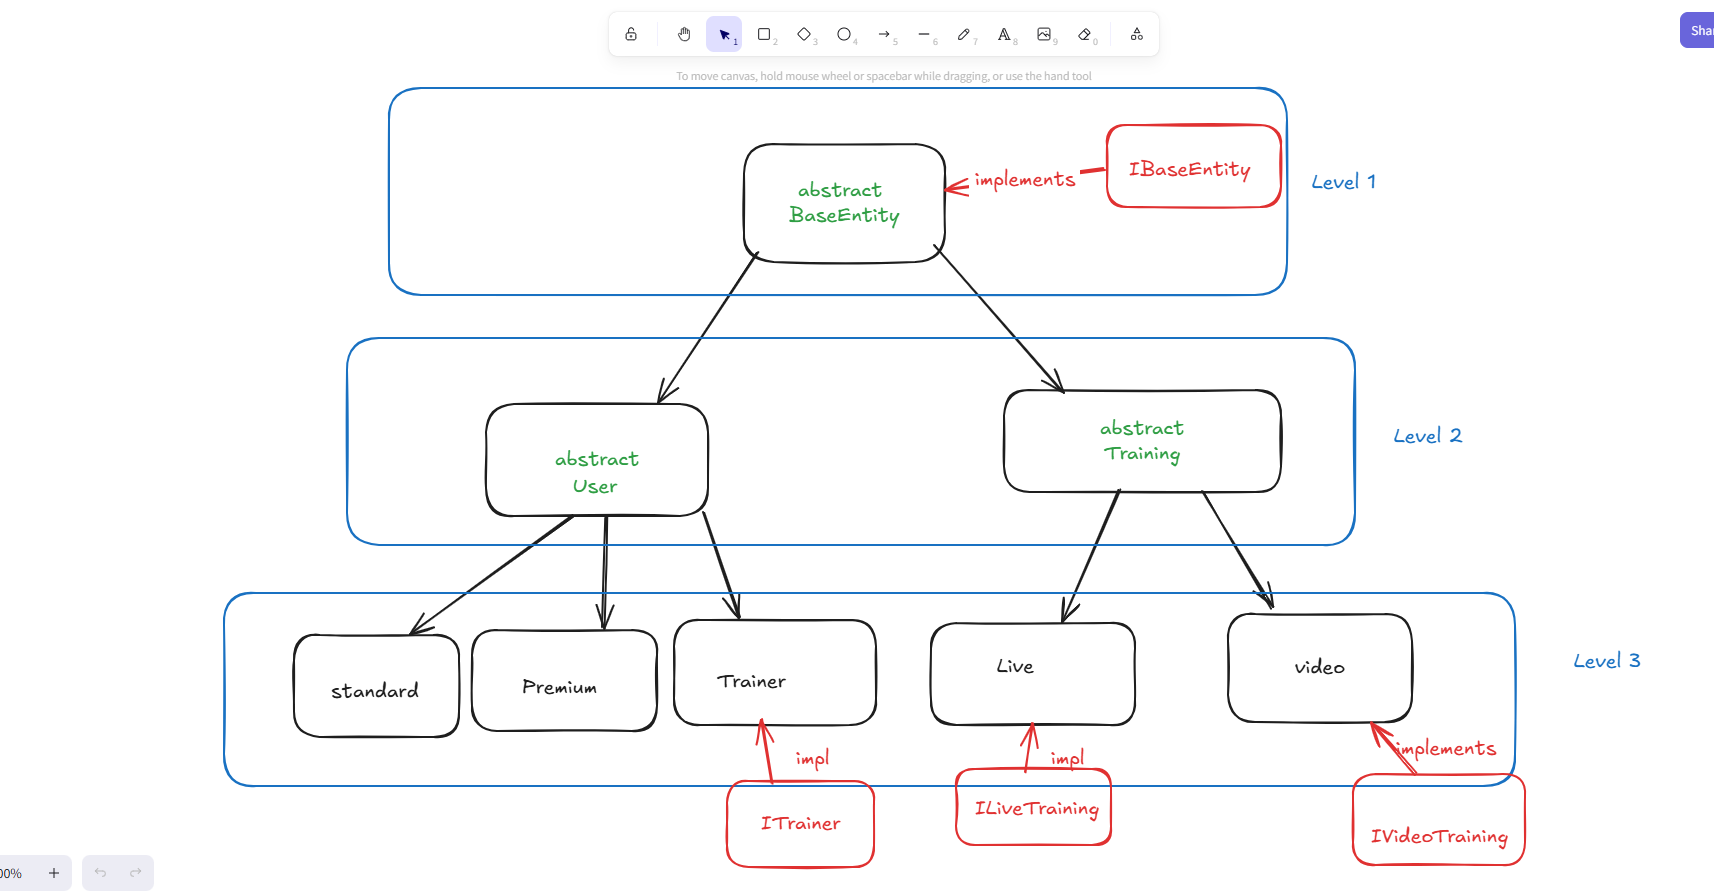 1
2
3
4
5
6
7
8
9
0
To move canvas, hold mouse wheel or spacebar while dragging, or use the hand tool
abstract
BaseEntity
implements
IBaseEntity
Level 1
abstract
User
abstract
Training
Level 2
standard
Premium
Trainer
Live
video
Level 3
impl
impl
implements
ITrainer
ILiveTraining
IVideoTraining